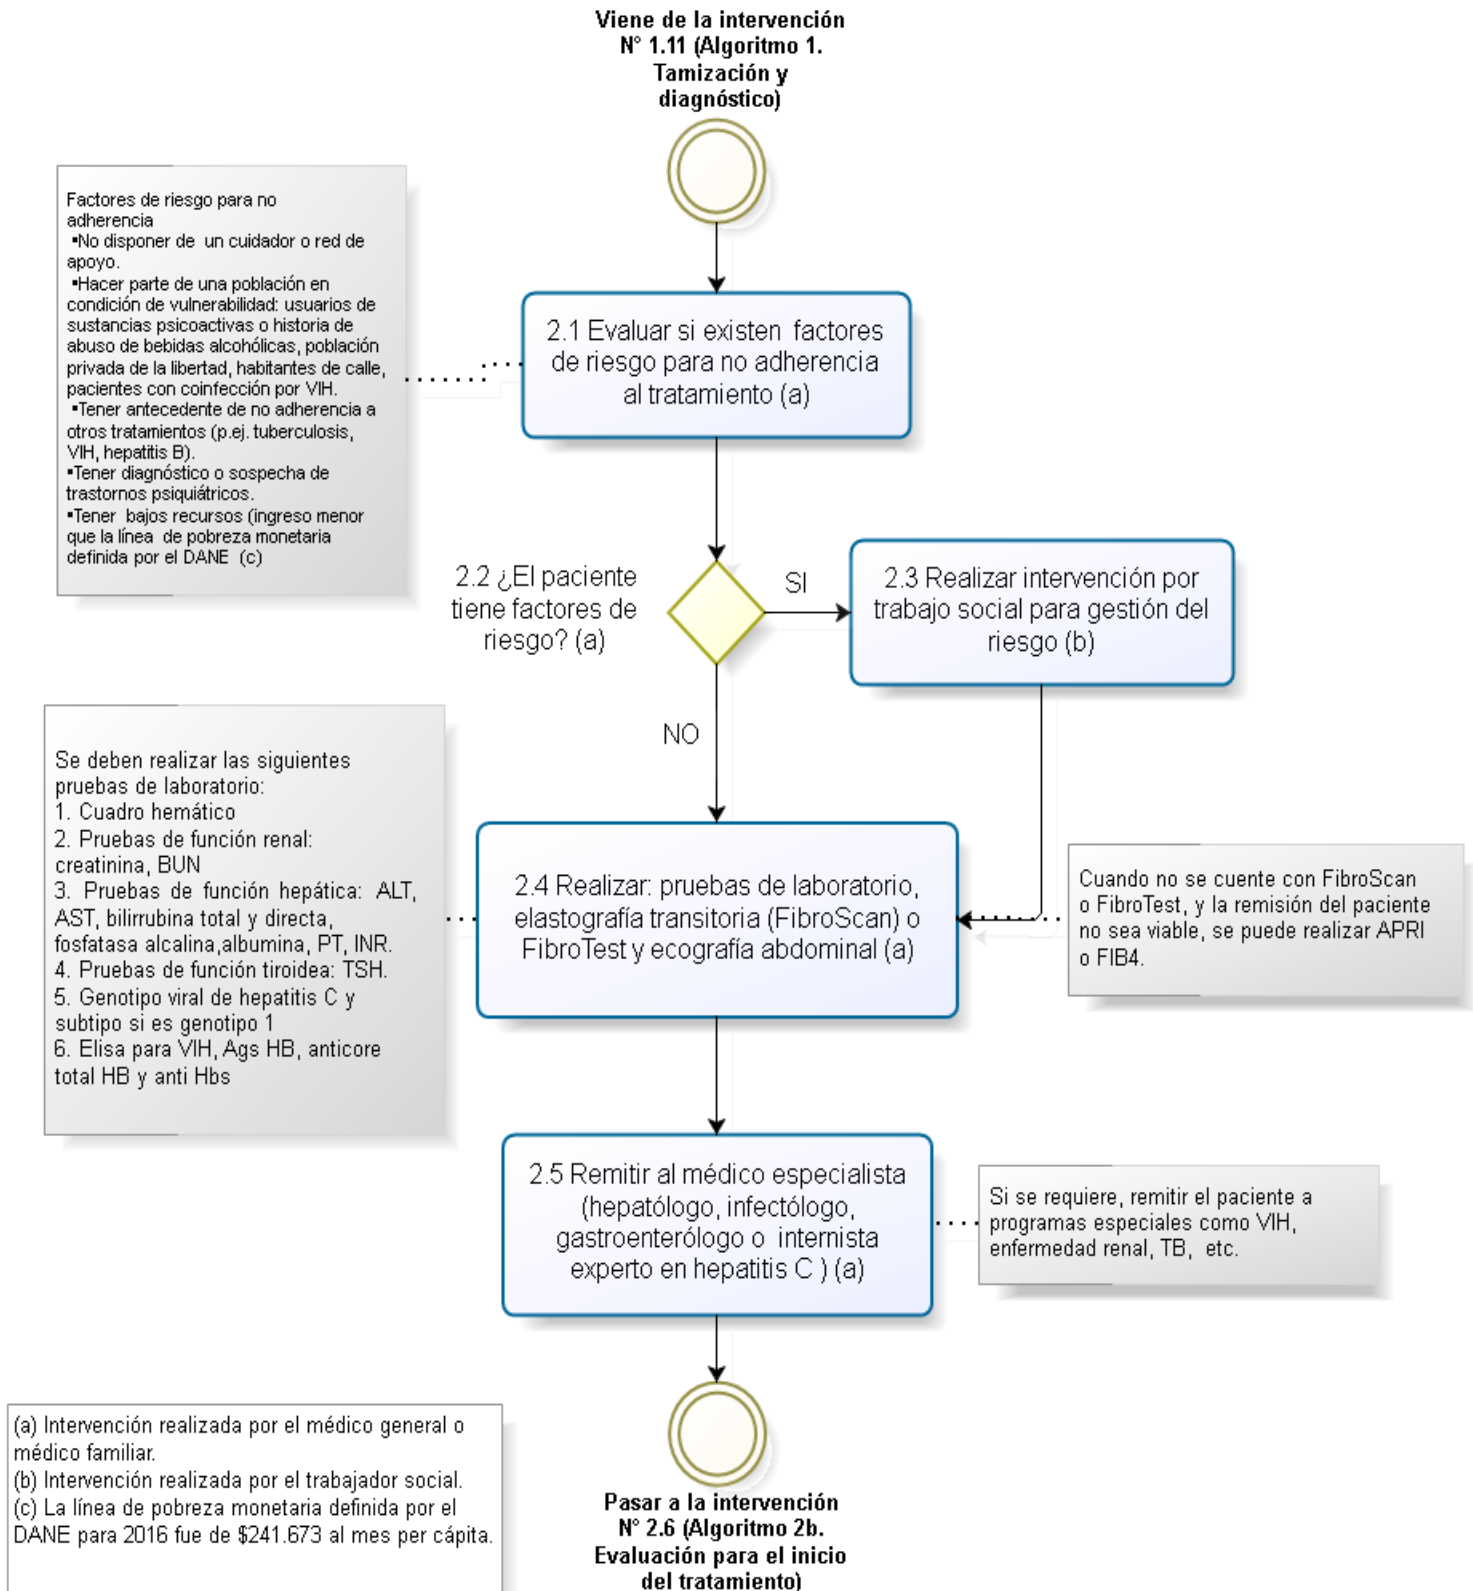 Viene de la intervención
N° 1.11 (Algoritmo 1.
Tamización y
diagnóstico)
Factores de riesgo para no
adherencia
▪No disponer de un cuidador o red de
apoyo.
▪Hacer parte de una población en
condición de vulnerabilidad: usuarios de
sustancias psicoactivas o historia de
abuso de bebidas alcohólicas, población
privada de la libertad, habitantes de calle,
pacientes con coinfección por VIH.
▪Tener antecedente de no adherencia a
otros tratamientos (p.ej. tuberculosis,
VIH, hepatitis B).
▪Tener diagnóstico o sospecha de
trastornos psiquiátricos.
▪Tener bajos recursos (ingreso menor
que la línea de pobreza monetaria
definida por el DANE (c)
2.1 Evaluar si existen factores
de riesgo para no adherencia
al tratamiento (a)
2.2 ¿El paciente
tiene factores de
riesgo? (a)
SI
2.3 Realizar intervención por
trabajo social para gestión del
riesgo (b)
NO
Se deben realizar las siguientes
pruebas de laboratorio:
1. Cuadro hemático
2. Pruebas de función renal:
creatinina, BUN
3. Pruebas de función hepática: ALT,
AST, bilirrubina total y directa,
fosfatasa alcalina,albumina, PT, INR.
4. Pruebas de función tiroidea: TSH.
5. Genotipo viral de hepatitis C y
subtipo si es genotipo 1
6. Elisa para VIH, Ags HB, anticore
total HB y anti Hbs
2.4 Realizar: pruebas de laboratorio,
elastografía transitoria (FibroScan) o
FibroTest y ecografía abdominal (a)
Cuando no se cuente con FibroScan
o FibroTest, y la remisión del paciente
no sea viable, se puede realizar APRI
o FIB4.
2.5 Remitir al médico especialista
(hepatólogo, infectólogo,
gastroenterólogo o internista
experto en hepatitis C ) (a)
Si se requiere, remitir el paciente a
programas especiales como VIH,
enfermedad renal, TB, etc.
(a) Intervención realizada por el médico general o
médico familiar.
(b) Intervención realizada por el trabajador social.
(c) La línea de pobreza monetaria definida por el
DANE para 2016 fue de $241.673 al mes per cápita.
Pasar a la intervención
N° 2.6 (Algoritmo 2b.
Evaluación para el inicio
del tratamiento)